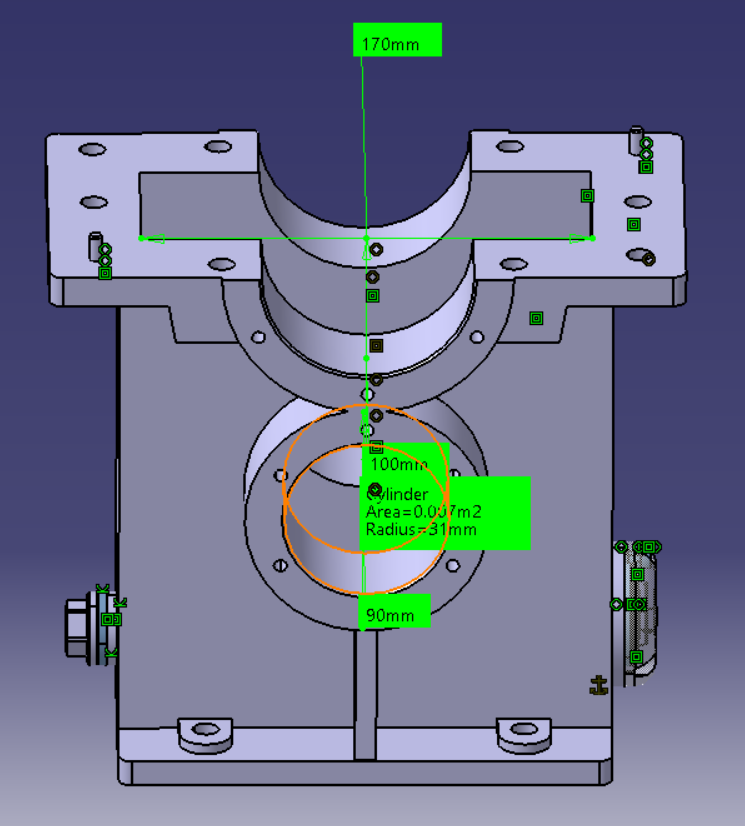 170mm
100mm
Cylinder
Area=0.007m2
Radius=31mm
90mm